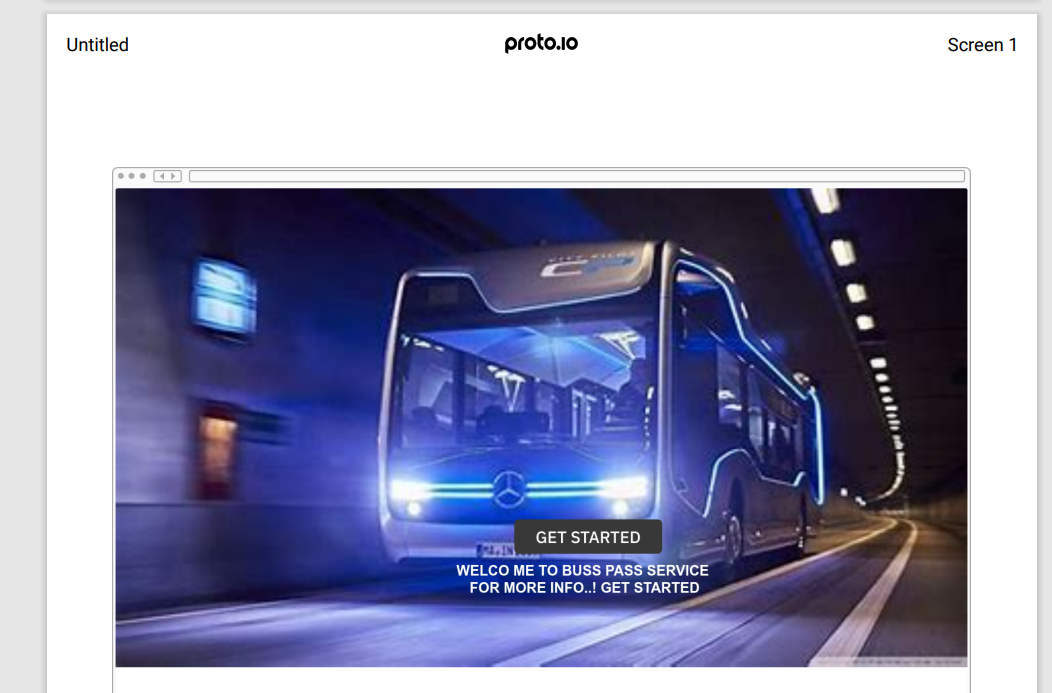 Untitled
proto.io
Screen 1
GET STARTED
WELCO ME TO BUSS PASS SERVICE
FOR MORE INFO..! GET STARTED